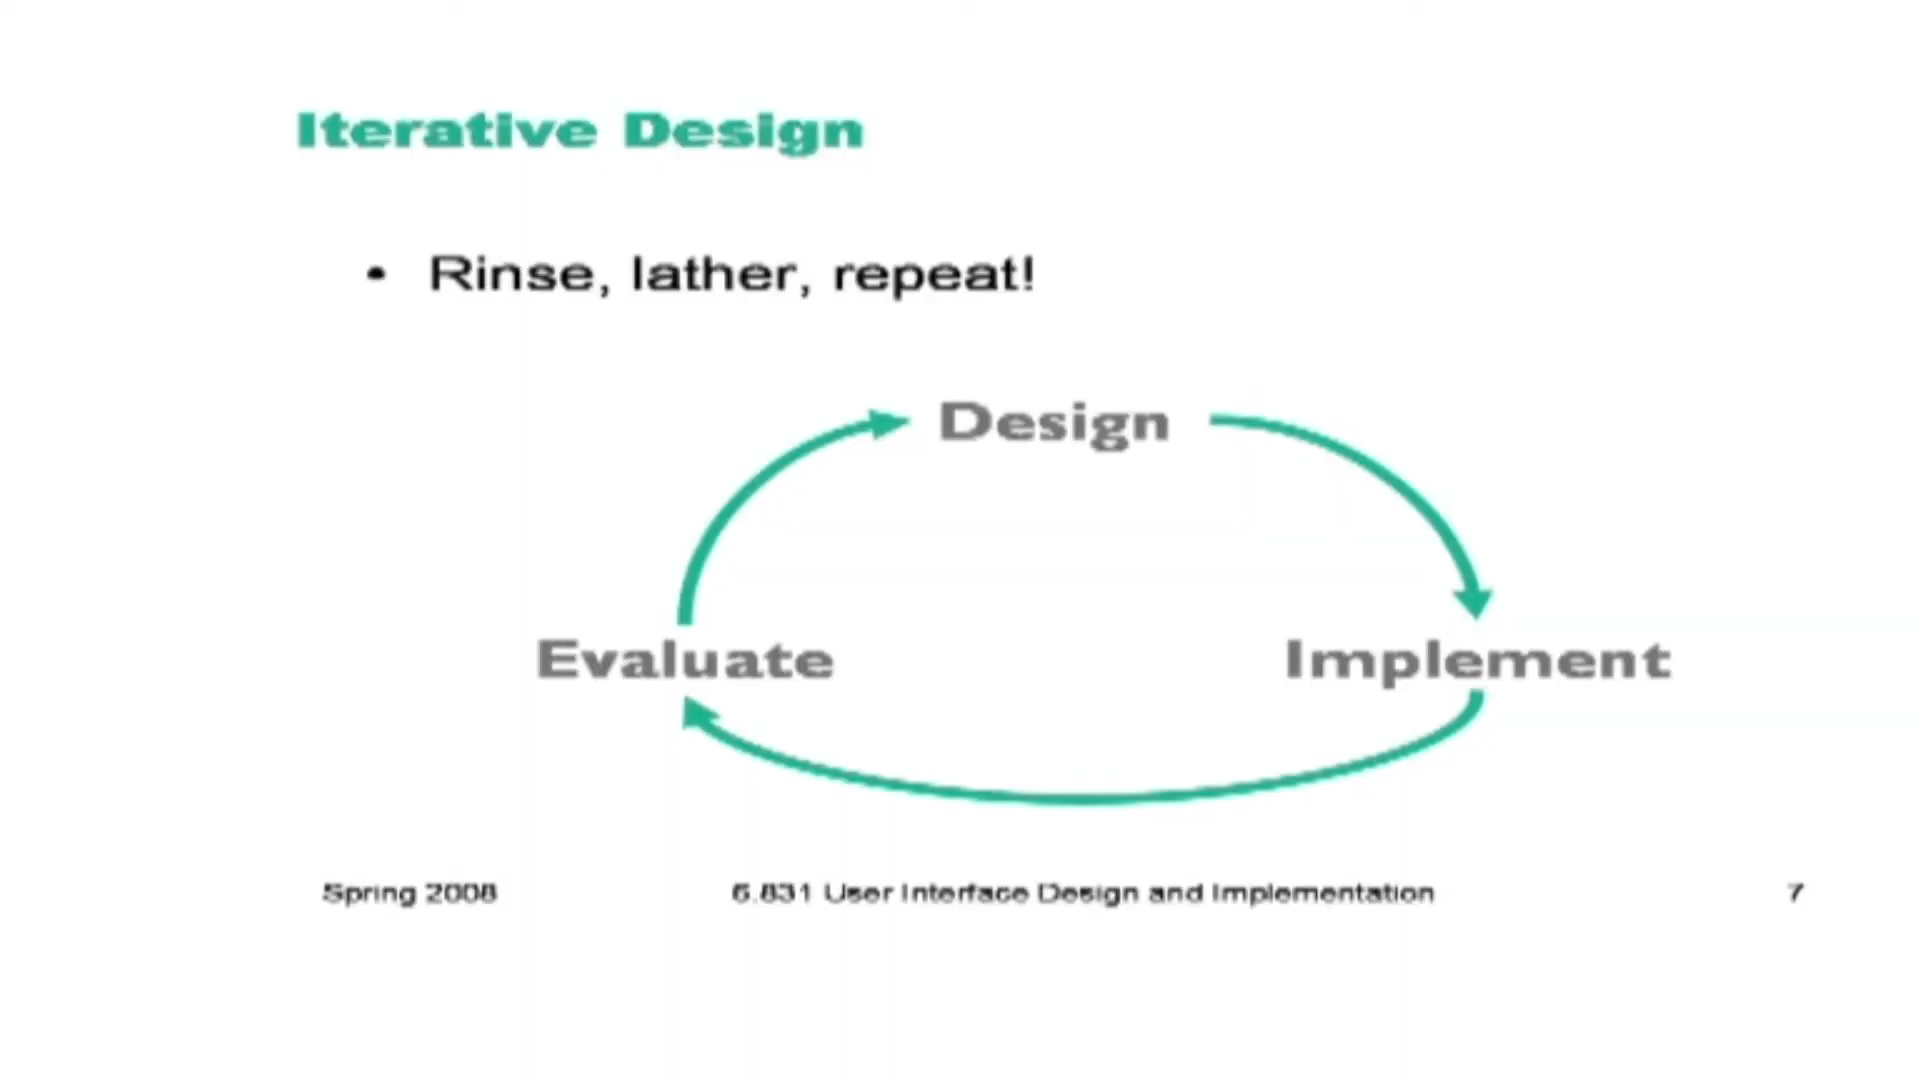 Iterative Design
• Rinse, lather, repeat!
Design
Evaluate
Implement
Spring 2008
6.831 User Interface Design and Implementation
7